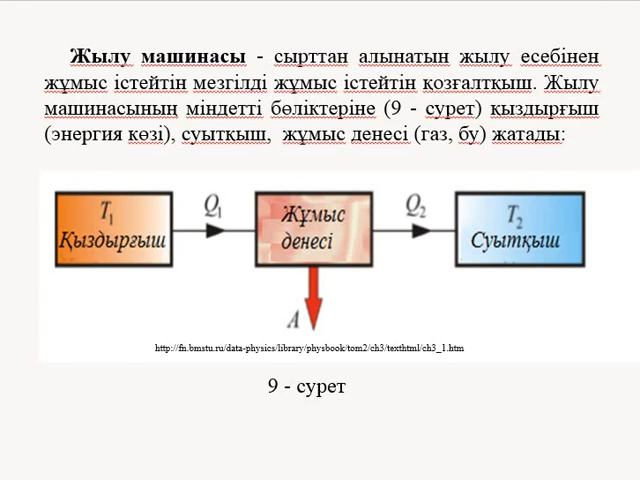 Жылу машинасы - сырттан алынатын жылу есебінен
жұмыс істейтін мезгілді жұмыс істейтін қозғалтқыш. Жылу
машинасының міндетті бөліктеріне (9 - сурет) қыздырғыш
(энергия көзі), суытқыш, жұмыс денесі (газ, бу) жатады:
T₁
Қыздырғыш
Q₁
Жұмыс
денесі
Q₂
T₂
Суытқыш
A
http://fn.bmstu.ru/data-physics/library/physbook/tom2/ch3/texthtml/ch3_1.htm
9 - сурет